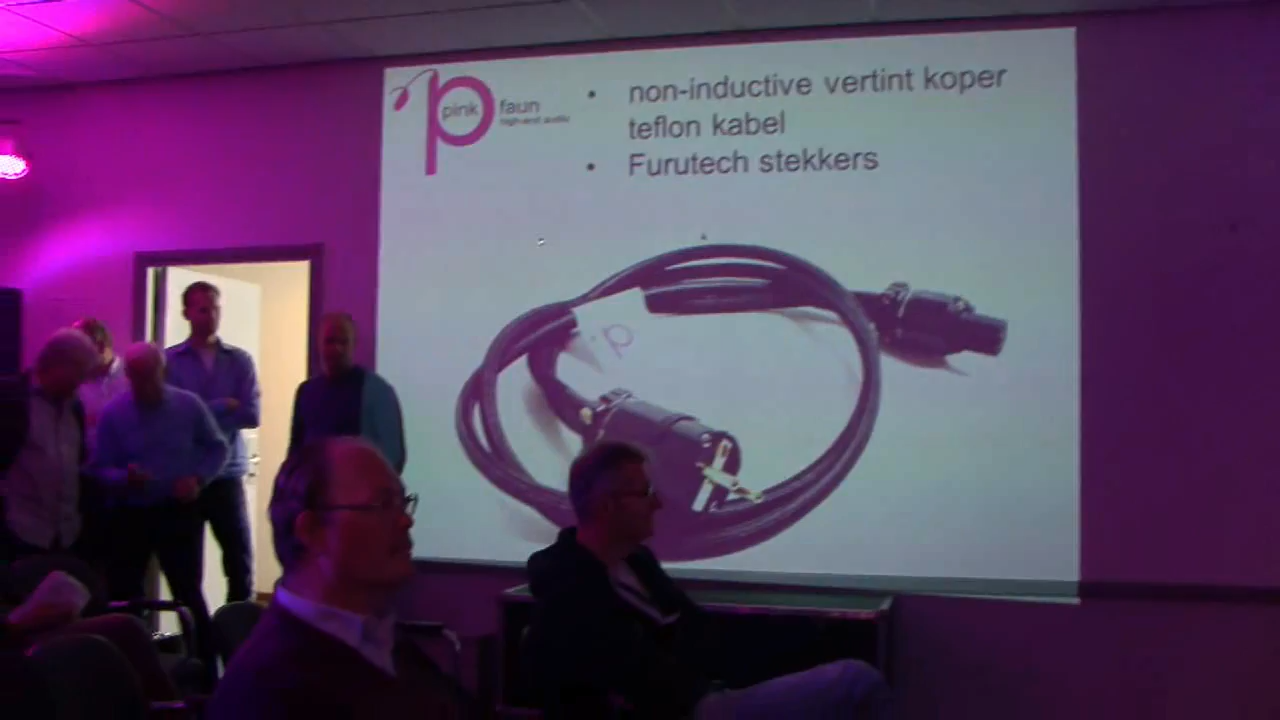 pink
faun
high-end audio
• non-inductive vertint koper
teflon kabel
• Furutech stekkers
p